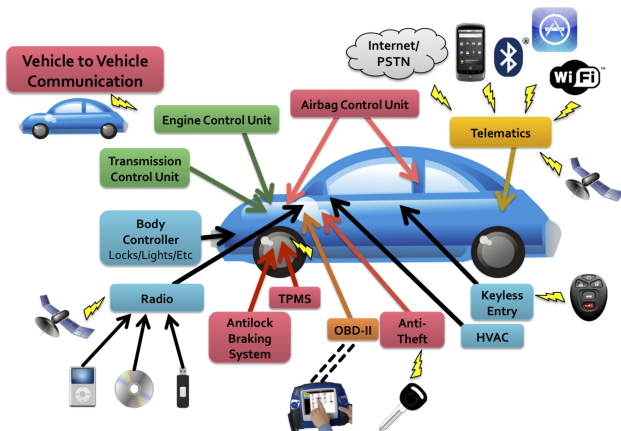 Vehicle to Vehicle
Communication
Internet/
PSTN
®
WiFi™
Engine Control Unit
Airbag Control Unit
Telematics
Transmission
Control Unit
Body
Controller
Locks/Lights/Etc
Radio
TPMS
Antilock
Braking
System
OBD-II
Anti-
Theft
Keyless
Entry
HVAC